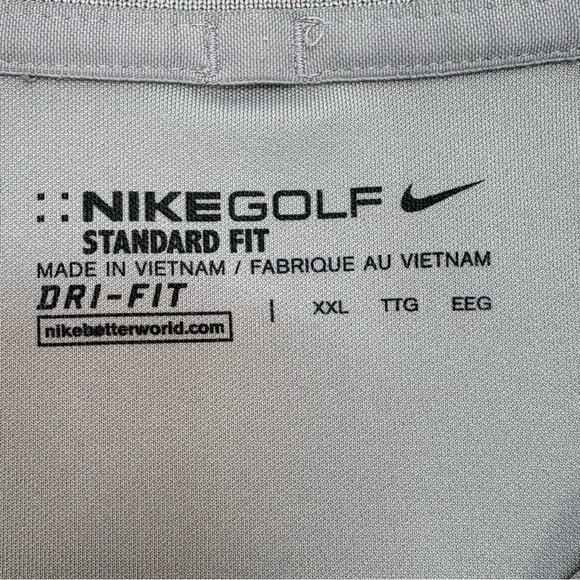 NIKEGOLF
STANDARD FIT
MADE IN VIETNAM / FABRIQUE AU VIETNAM
DRI-FIT
nikebetterworld.com
| XXL TTG EEG